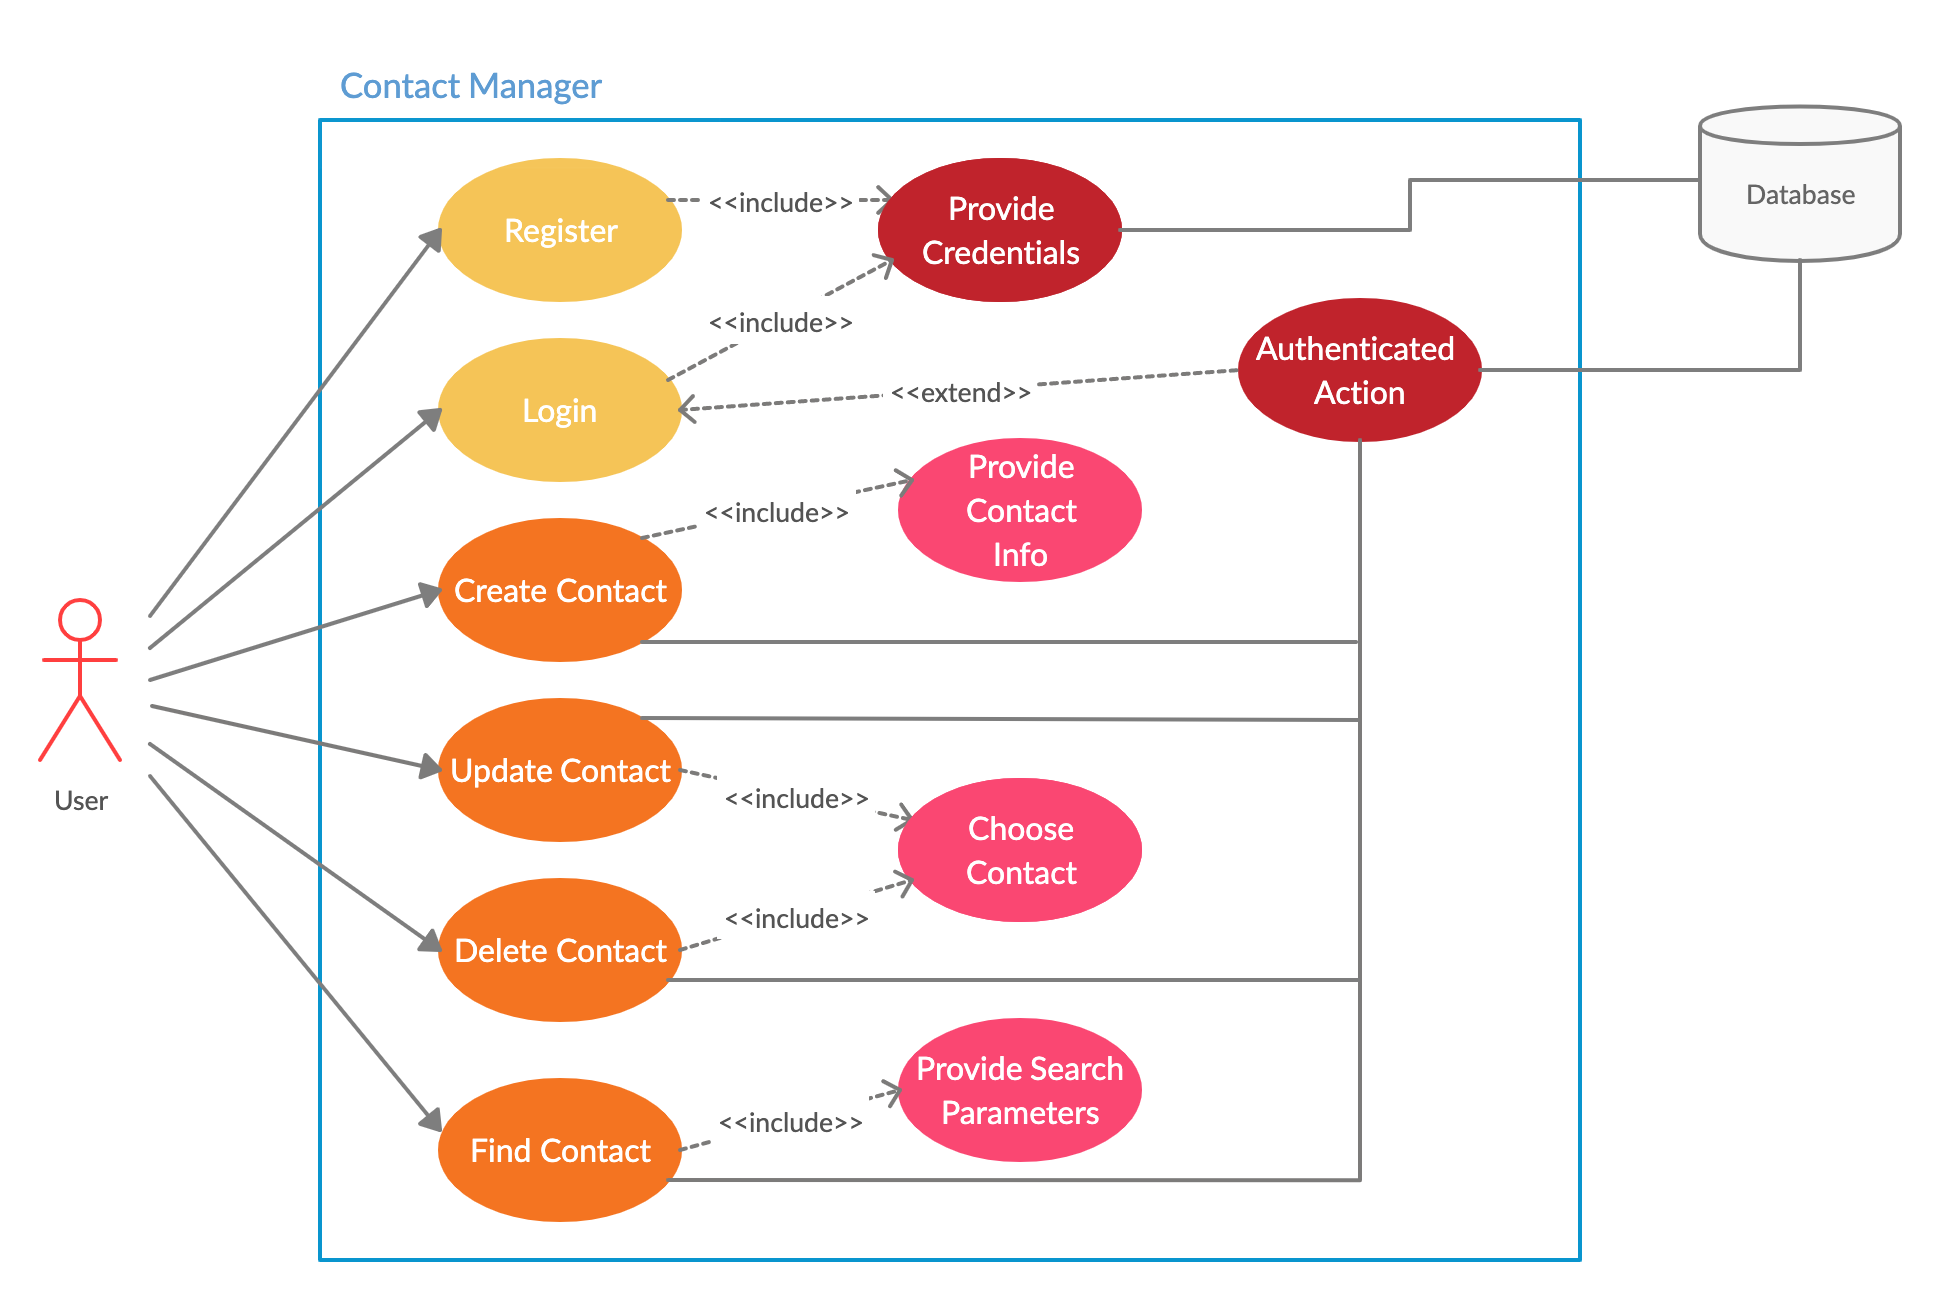 Contact Manager
Register
<<include>>
Provide
Credentials
Database
<<include>>
Login
<<extend>>
Authenticated
Action
<<include>>
Provide
Contact
Info
Create Contact
User
Update Contact
<<include>>
Choose
Contact
<<include>>
Delete Contact
Provide Search
Parameters
<<include>>
Find Contact